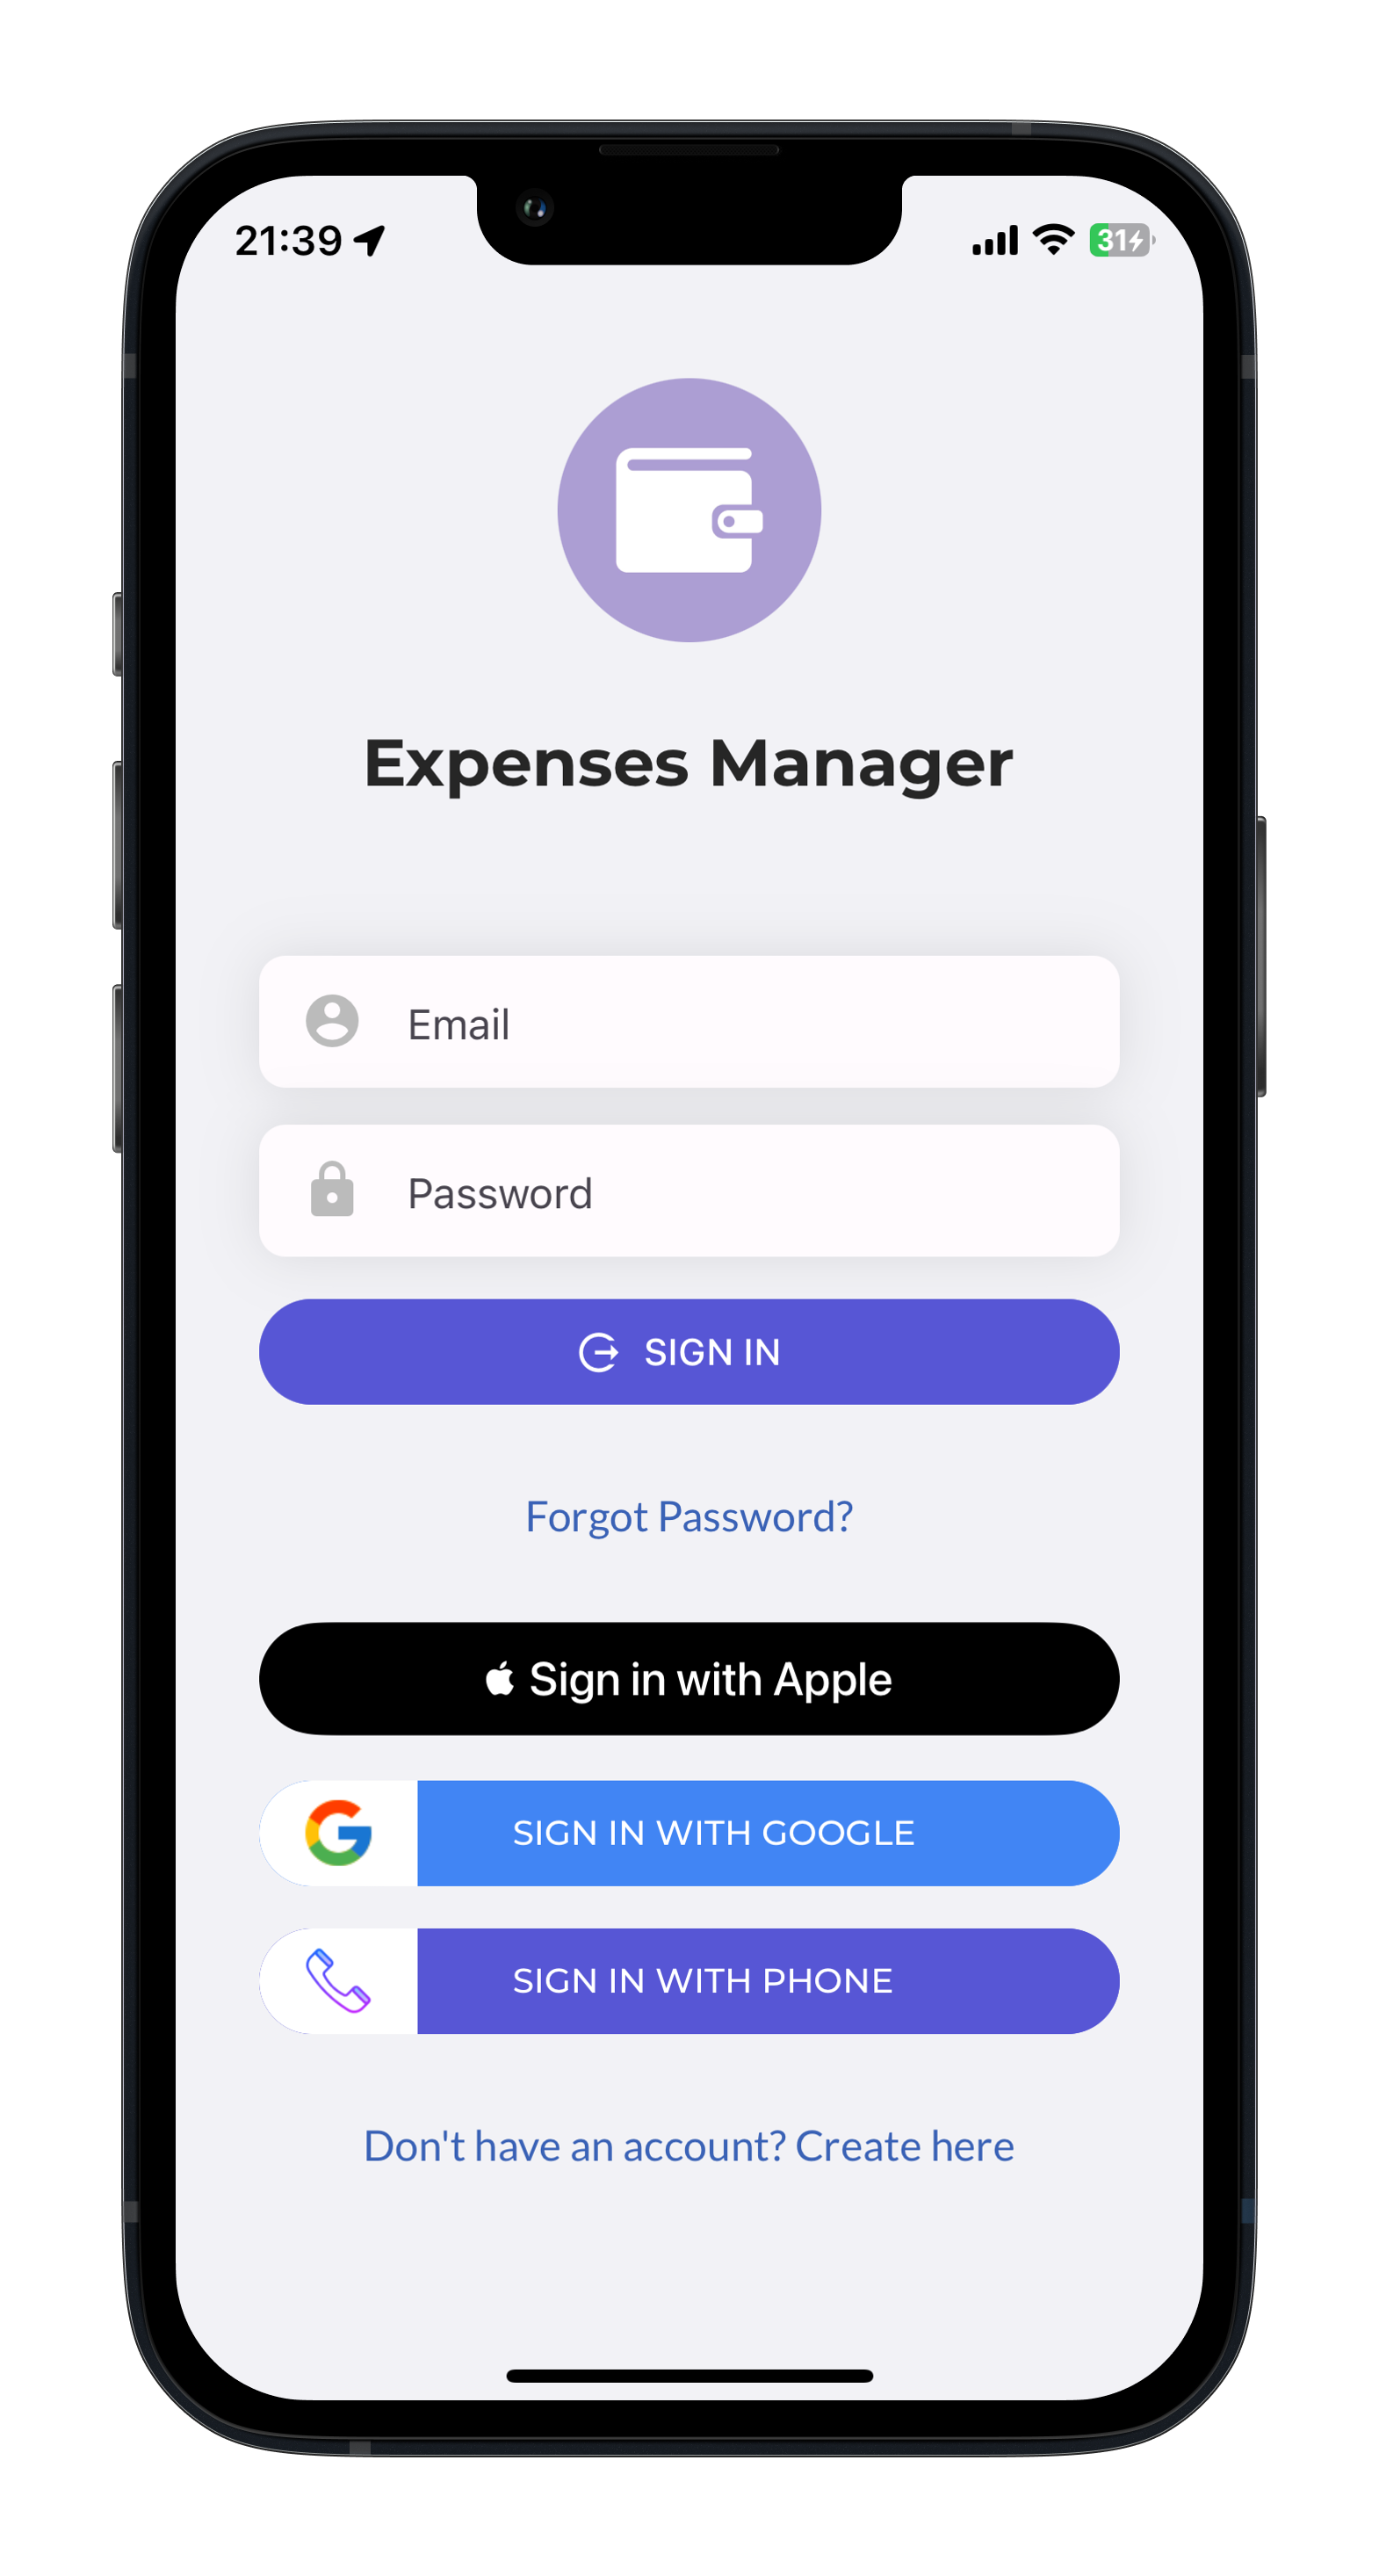 21:39
31
Expenses Manager
Email
Password
SIGN IN
Forgot Password?
Sign in with Apple
SIGN IN WITH GOOGLE
SIGN IN WITH PHONE
Don't have an account? Create here